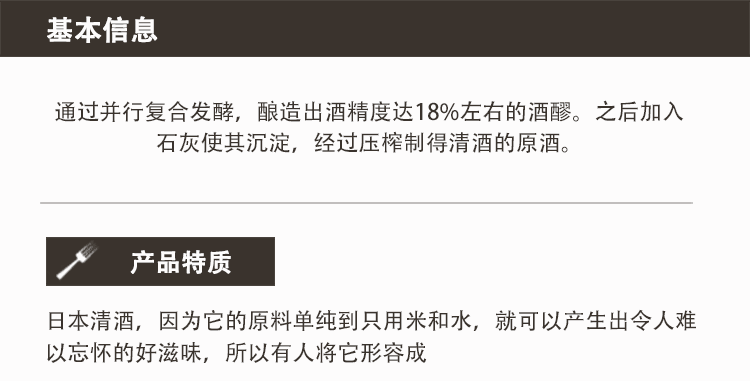 基本信息
通过并行复合发酵，酿造出酒精度达18%左右的酒醪。之后加入
石灰使其沉淀，经过压榨制得清酒的原酒。
产品特质
日本清酒，因为它的原料单纯到只用米和水，就可以产生出令人难
以忘怀的好滋味，所以有人将它形容成